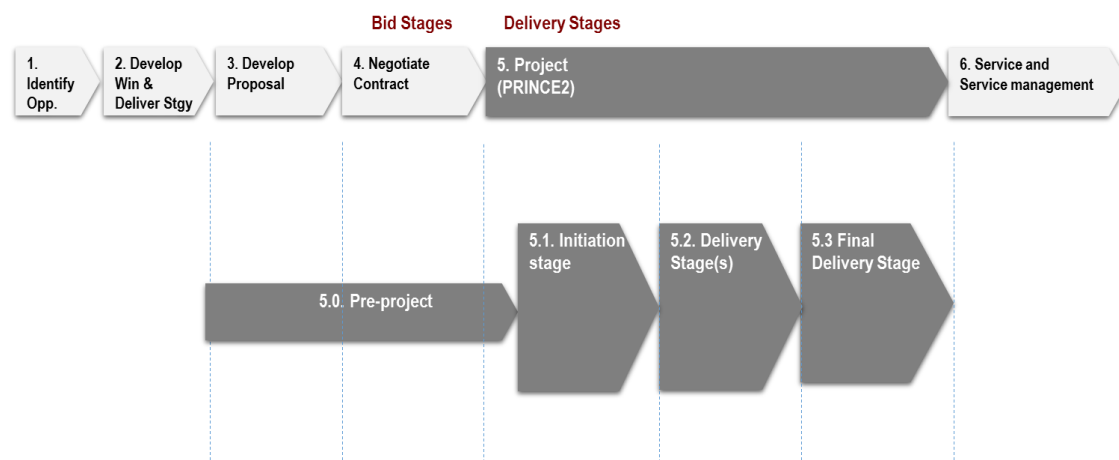 Bid Stages
Delivery Stages
1.
Identify
Opp.
2. Develop
Win &
Deliver Stgy
3. Develop
Proposal
4. Negotiate
Contract
5. Project
(PRINCE2)
6. Service and
Service management
5.0. Pre-project
5.1. Initiation
stage
5.2. Delivery
Stage(s)
5.3 Final
Delivery Stage